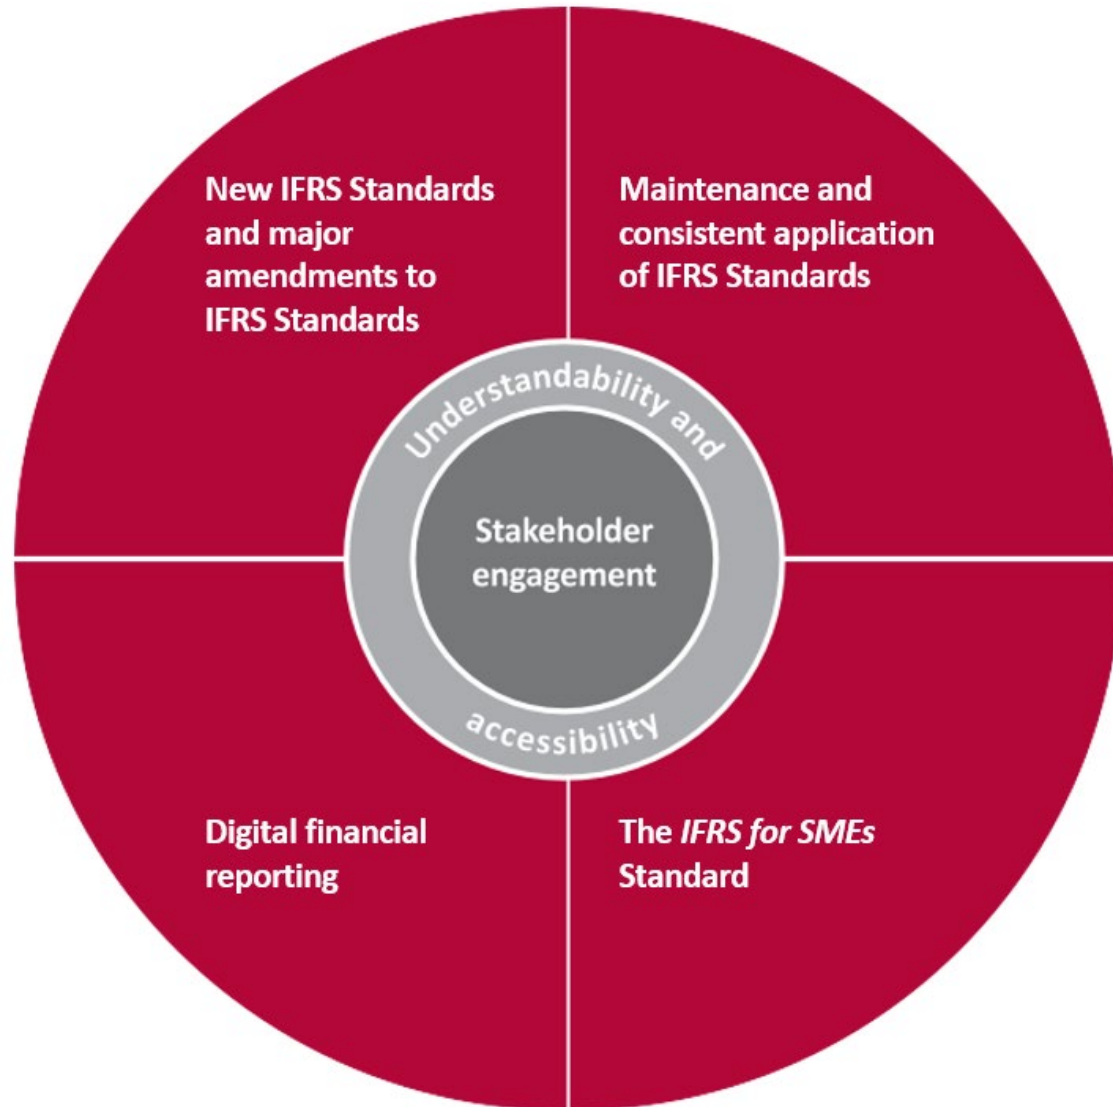 New IFRS Standards
and major
amendments to
IFRS Standards
Maintenance and
consistent application
of IFRS Standards
Understandability and
accessibility
Stakeholder
engagement
Digital financial
reporting
The IFRS for SMEs
Standard